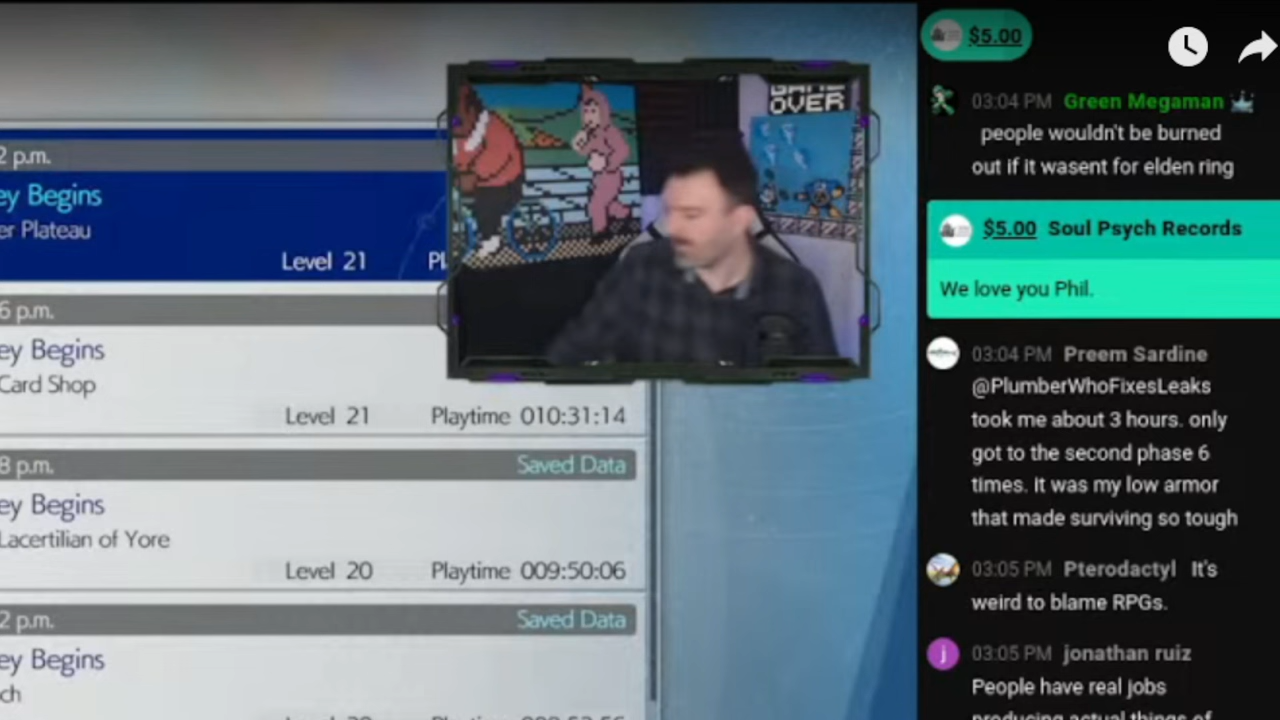 2 p.m.
ey Begins
er Plateau
Level 21 Pl
6 p.m.
ey Begins
Card Shop
Level 21 Playtime 010:31:14
8 p.m. Saved Data
ey Begins
Lacertilian of Yore
Level 20 Playtime 009:50:06
2 p.m. Saved Data
ey Begins
ch
GAME
OVER
$5.00
03:04 PM Green Megaman
people wouldn't be burned
out if it wasent for elden ring
$5.00 Soul Psych Records
We love you Phil.
03:04 PM Preem Sardine
@PlumberWhoFixesLeaks
took me about 3 hours. only
got to the second phase 6
times. It was my low armor
that made surviving so tough
03:05 PM Pterodactyl It's
weird to blame RPGs.
j 03:05 PM jonathan ruiz
People have real jobs
producing actual things of